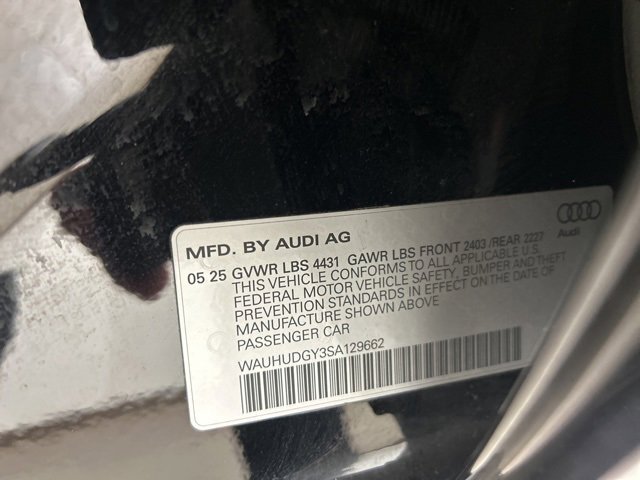 MFD. BY AUDI AG
Audi
05 25 GVWR LBS 4431 GAWR LBS FRONT 2403 /REAR 2227
THIS VEHICLE CONFORMS TO ALL APPLICABLE U.S.
FEDERAL MOTOR VEHICLE SAFETY, BUMPER AND THEFT
PREVENTION STANDARDS IN EFFECT ON THE DATE OF
MANUFACTURE SHOWN ABOVE
PASSENGER CAR
WAUHUDGY3SA129662